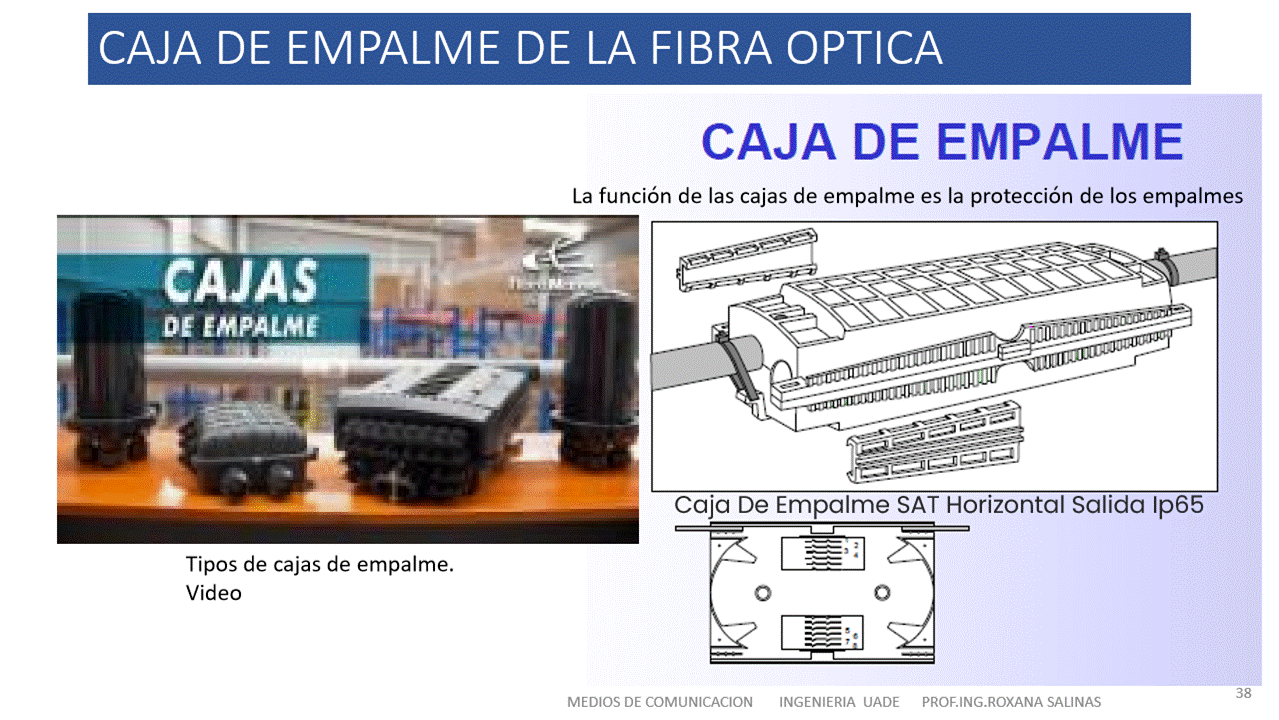 CAJA DE EMPALME DE LA FIBRA OPTICA
CAJA DE EMPALME
La función de las cajas de empalme es la protección de los empalmes
CAJAS
DE EMPALME
Caja De Empalme SAT Horizontal Salida Ip65
1 2
3 4
5 6
7 8
Tipos de cajas de empalme.
Video
MEDIOS DE COMUNICACION INGENIERIA UADE PROF.ING.ROXANA SALINAS
38